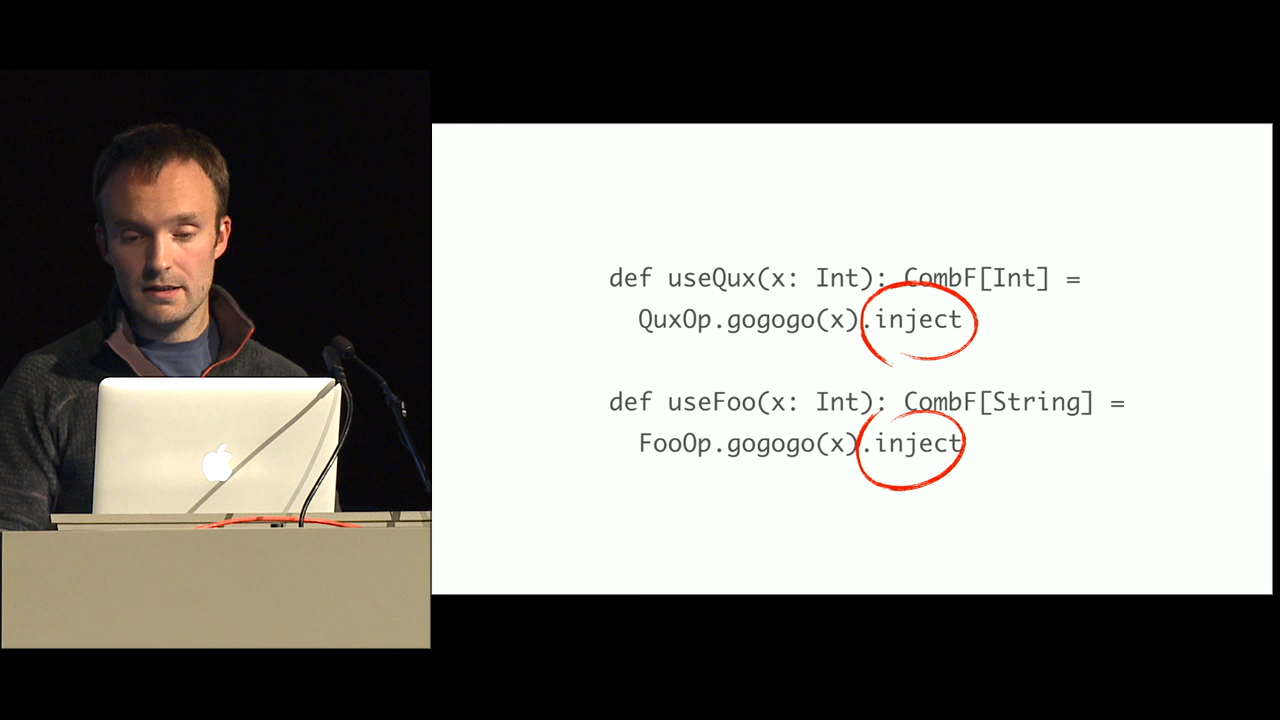 def useQux(x: Int): CombF[Int] =
QuxOp.gogogo(x).inject
def useFoo(x: Int): CombF[String] =
FooOp.gogogo(x).inject